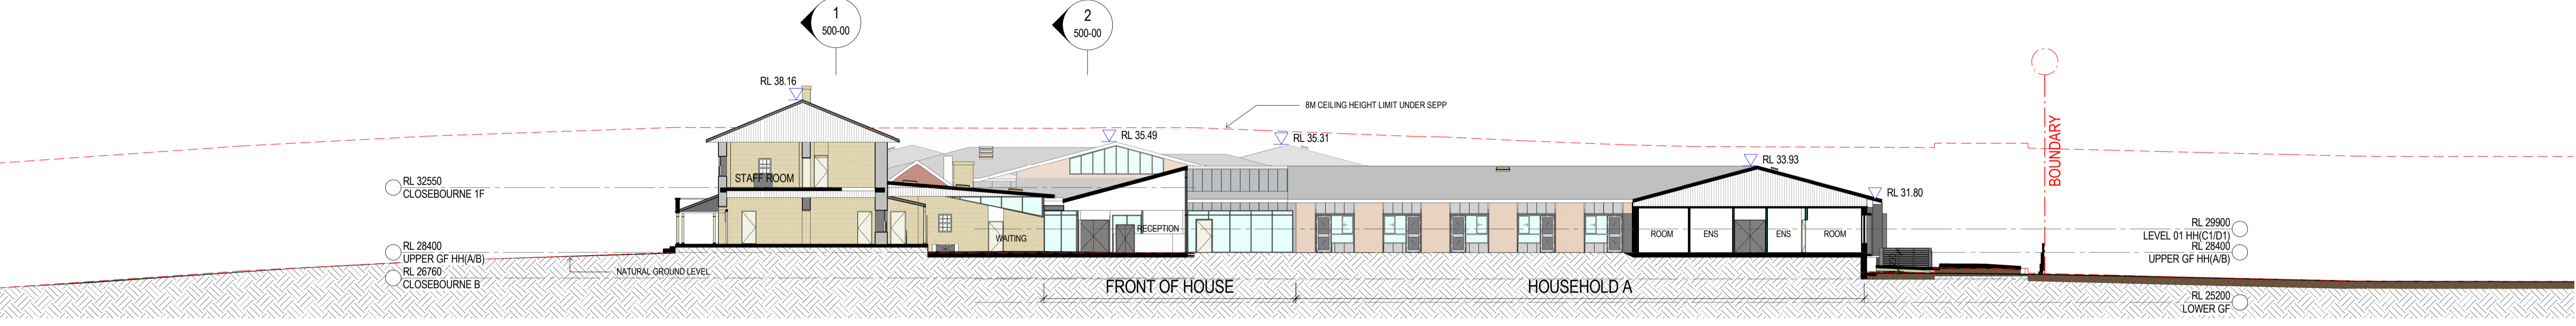 1
500-00
2
500-00
RL 38.16
8M CEILING HEIGHT LIMIT UNDER SEPP
RL 35.49
RL 35.31
BOUNDARY
RL 33.93
STAFF ROOM
RL 32550
CLOSEBOURNE 1F
RL 31.80
RECEPTION
WAITING
ROOM
ENS
ENS
ROOM
RL 29900
LEVEL 01 HH(C1/D1)
RL 28400
UPPER GF HH(A/B)
RL 28400
UPPER GF HH(A/B)
RL 26760
CLOSEBOURNE B
NATURAL GROUND LEVEL
FRONT OF HOUSE
HOUSEHOLD A
RL 25200
LOWER GF